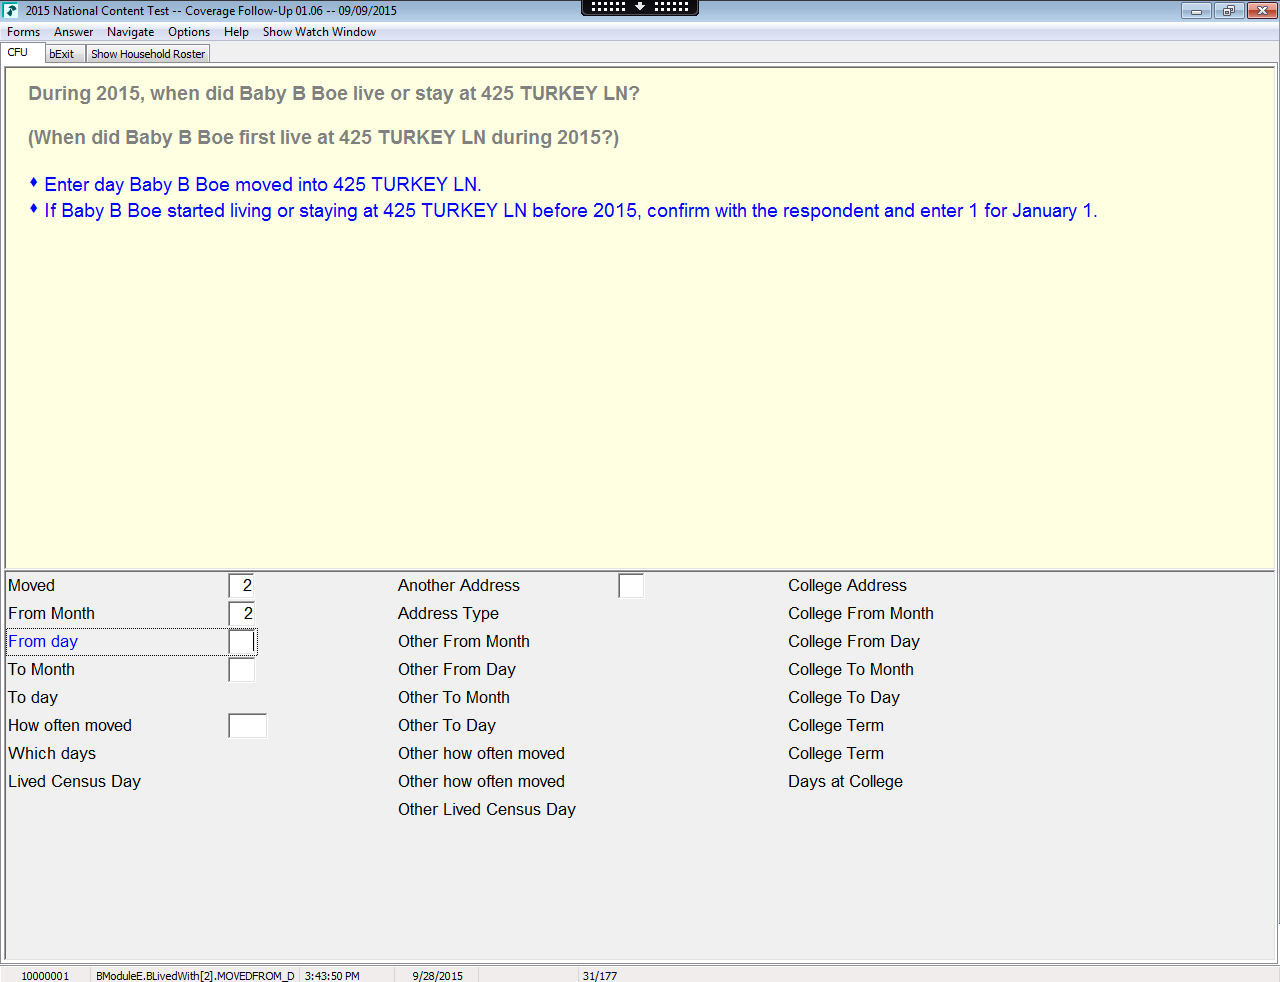 2015 National Content Test -- Coverage Follow-Up 01.06 -- 09/09/2015
Forms Answer Navigate Options Help Show Watch Window
CFU bExit Show Household Roster
During 2015, when did Baby B Boe live or stay at 425 TURKEY LN?
(When did Baby B Boe first live at 425 TURKEY LN during 2015?)
♦ Enter day Baby B Boe moved into 425 TURKEY LN.
♦ If Baby B Boe started living or staying at 425 TURKEY LN before 2015, confirm with the respondent and enter 1 for January 1.
Moved 2 Another Address College Address
From Month 2 Address Type College From Month
From day Other From Month College From Day
To Month Other From Day College To Month
To day Other To Month College To Day
How often moved Other To Day College Term
Which days Other how often moved College Term
Lived Census Day Other how often moved Days at College
Other Lived Census Day
10000001 BModuleE.BLivedWith[2].MOVEDFROM_D 3:43:50 PM 9/28/2015 31/177